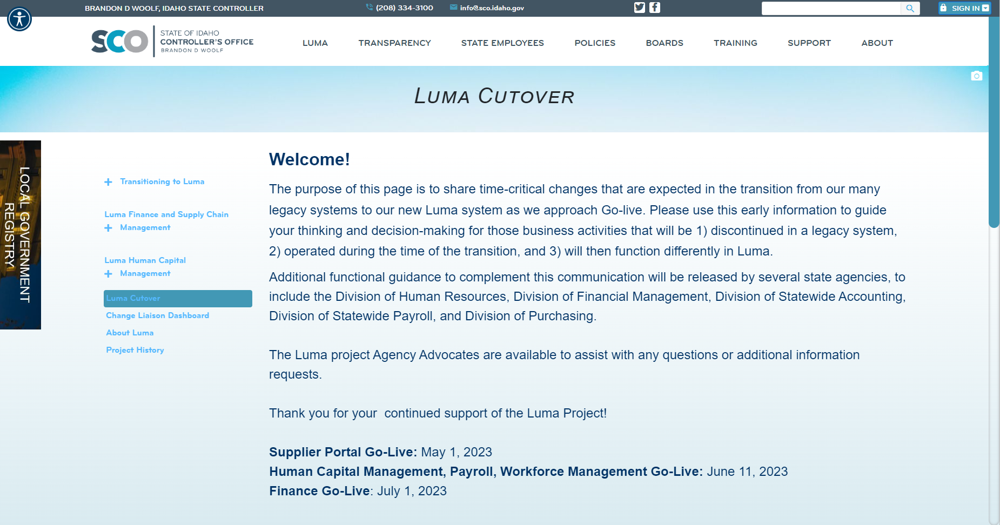 BRANDON D WOOLF, IDAHO STATE CONTROLLER
(208) 334-3100
info@sco.idaho.gov
SIGN IN
SCO
STATE OF IDAHO
CONTROLLER'S OFFICE
BRANDON D WOOLF
LUMA
TRANSPARENCY
STATE EMPLOYEES
POLICIES
BOARDS
TRAINING
SUPPORT
ABOUT
LUMA CUTOVER
LOCAL GOVERNMENT
REGISTRY
Transitioning to Luma
Luma Finance and Supply Chain
Management
Luma Human Capital
Management
Luma Cutover
Change Liaison Dashboard
About Luma
Project History
Welcome!
The purpose of this page is to share time-critical changes that are expected in the transition from our many
legacy systems to our new Luma system as we approach Go-live. Please use this early information to guide
your thinking and decision-making for those business activities that will be 1) discontinued in a legacy system,
2) operated during the time of the transition, and 3) will then function differently in Luma.
Additional functional guidance to complement this communication will be released by several state agencies, to
include the Division of Human Resources, Division of Financial Management, Division of Statewide Accounting,
Division of Statewide Payroll, and Division of Purchasing.
The Luma project Agency Advocates are available to assist with any questions or additional information
requests.
Thank you for your  continued support of the Luma Project!
Supplier Portal Go-Live: May 1, 2023
Human Capital Management, Payroll, Workforce Management Go-Live: June 11, 2023
Finance Go-Live: July 1, 2023